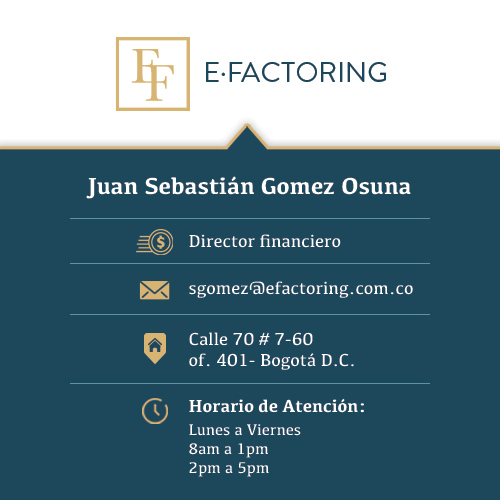 EF
E·FACTORING
Juan Sebastián Gomez Osuna
$
Director financiero
sgomez@efactoring.com.co
Calle 70 # 7-60
of. 401- Bogotá D.C.
Horario de Atención:
Lunes a Viernes
8am a 1pm
2pm a 5pm